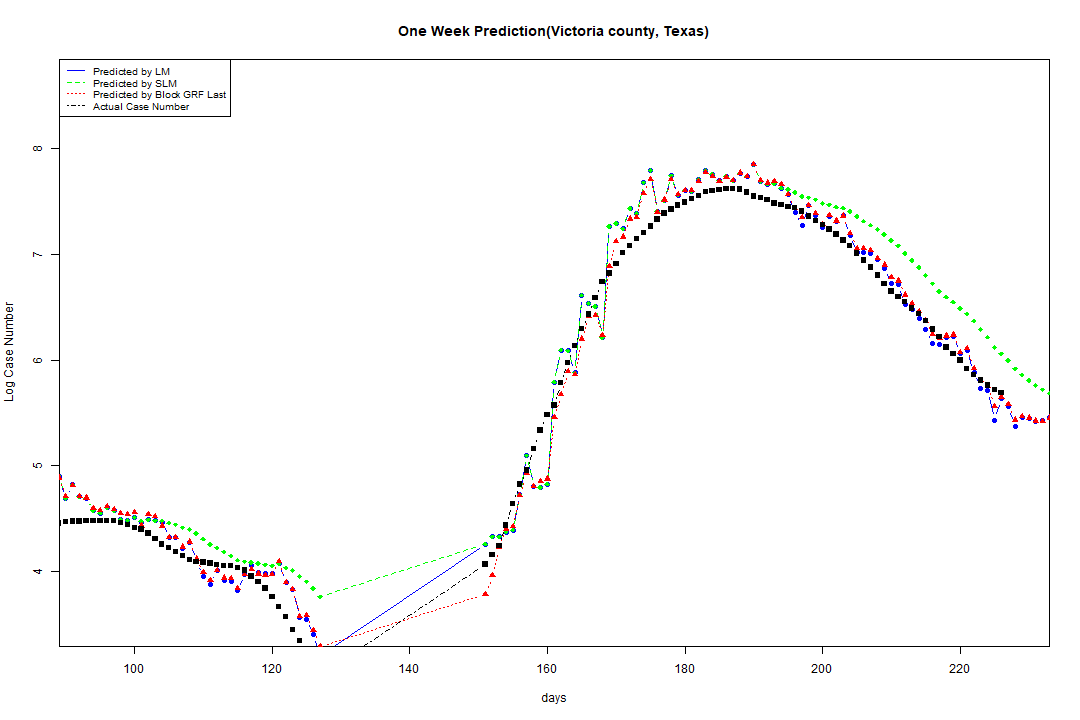 One Week Prediction(Victoria county, Texas)
Predicted by LM
Predicted by SLM
Predicted by Block GRF Last
Actual Case Number
8
7
6
5
4
Log Case Number
100 120 140 160 180 200 220
days